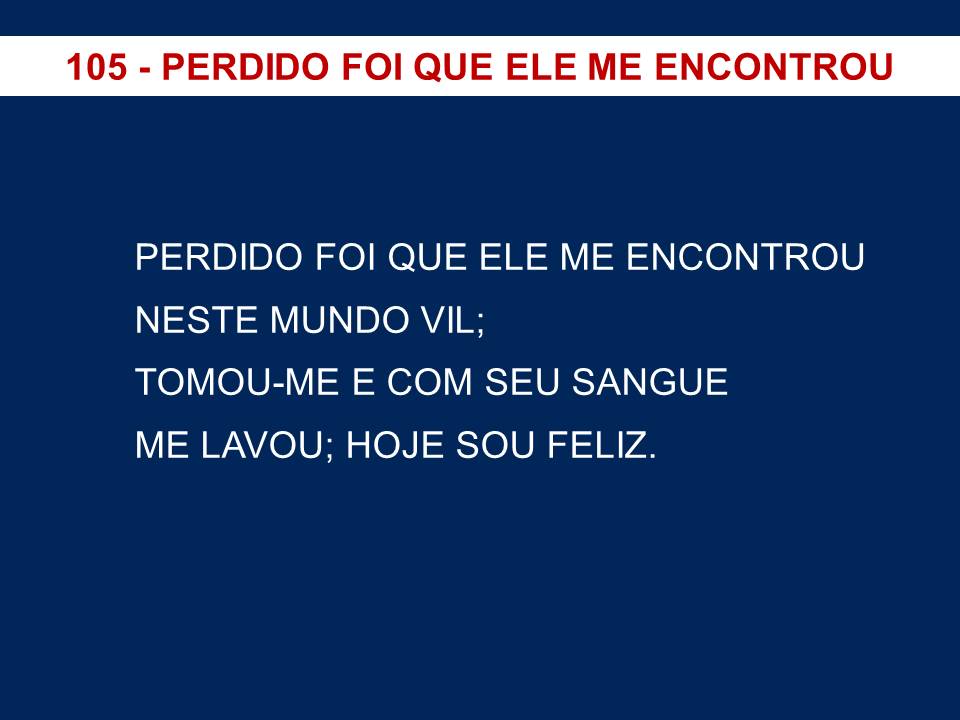 105 - PERDIDO FOI QUE ELE ME ENCONTROU
PERDIDO FOI QUE ELE ME ENCONTROU
NESTE MUNDO VIL;
TOMOU-ME E COM SEU SANGUE
ME LAVOU; HOJE SOU FELIZ.